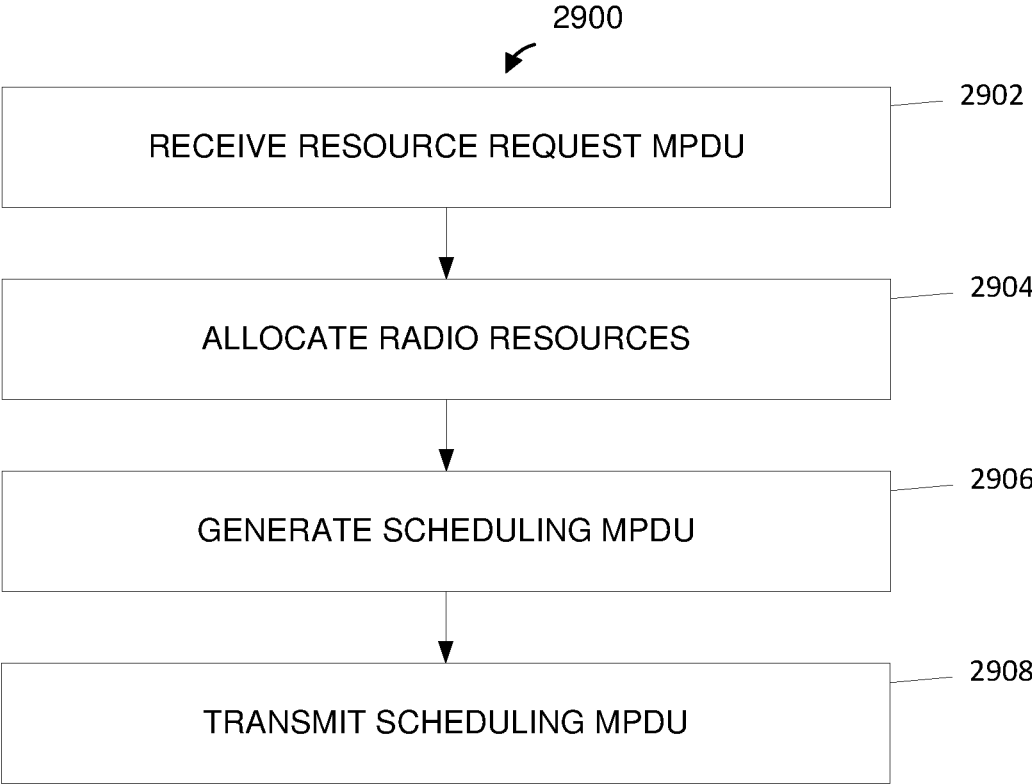 2900
2902
RECEIVE RESOURCE REQUEST MPDU
2904
ALLOCATE RADIO RESOURCES
2906
GENERATE SCHEDULING MPDU
2908
TRANSMIT SCHEDULING MPDU